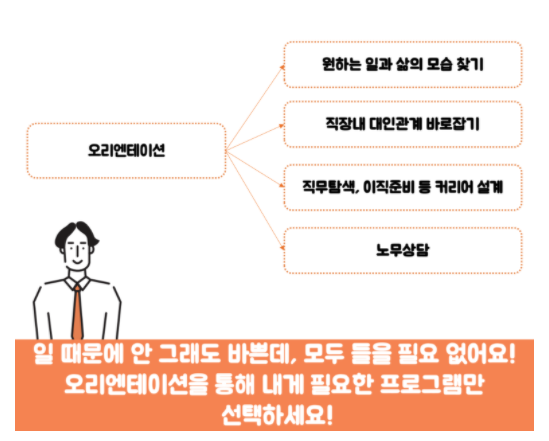 원하는 일과 삶의 모습 찾기
직장내 대인관계 바로잡기
오리엔테이션
직무탐색, 이직준비 등 커리어 설계
노무상담
일 때문에 안 그래도 바쁜데, 모두 들을 필요 없어요!
오리엔테이션을 통해 내게 필요한 프로그램만
선택하세요!